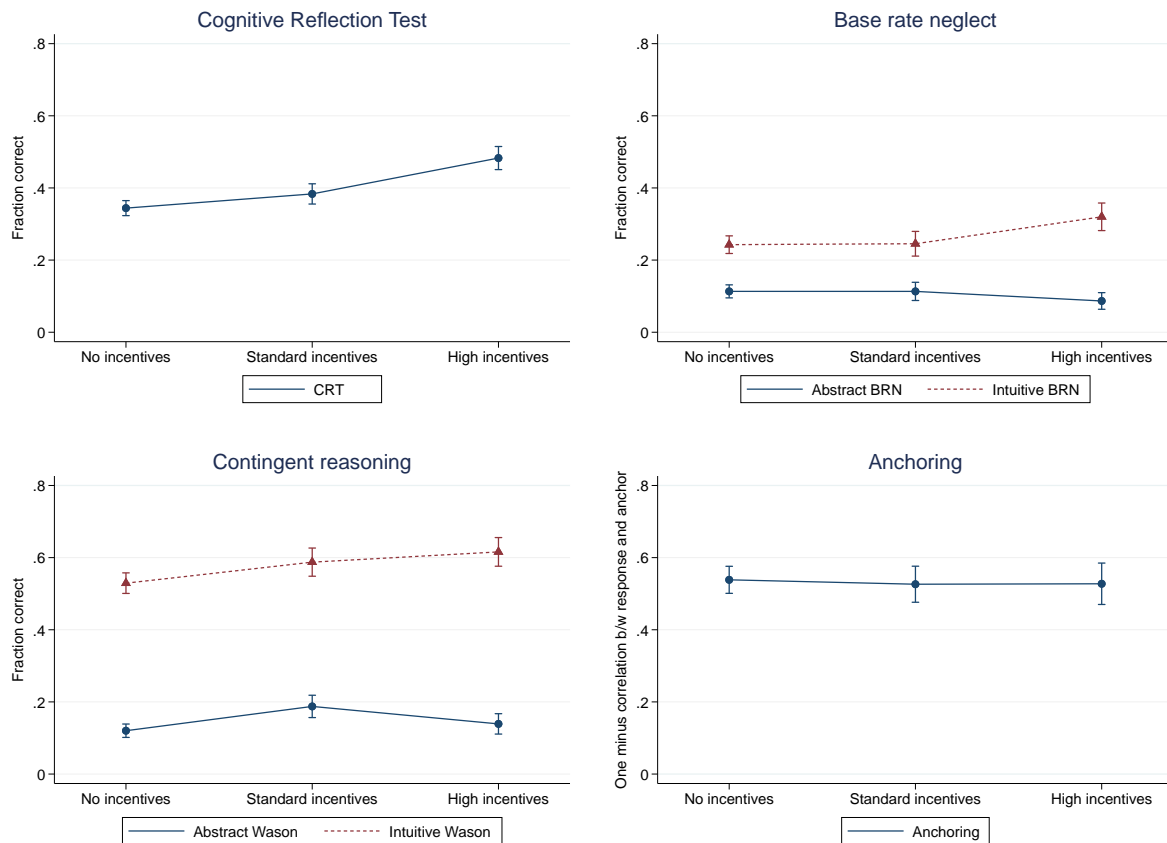 Cognitive Reflection Test
Fraction correct
.8
.6
.4
.2
0
No incentives Standard incentives High incentives
CRT
Base rate neglect
Fraction correct
.8
.6
.4
.2
0
No incentives Standard incentives High incentives
Abstract BRN Intuitive BRN
Contingent reasoning
Fraction correct
.8
.6
.4
.2
0
No incentives Standard incentives High incentives
Abstract Wason Intuitive Wason
Anchoring
One minus correlation b/w response and anchor
.8
.6
.4
.2
0
No incentives Standard incentives High incentives
Anchoring